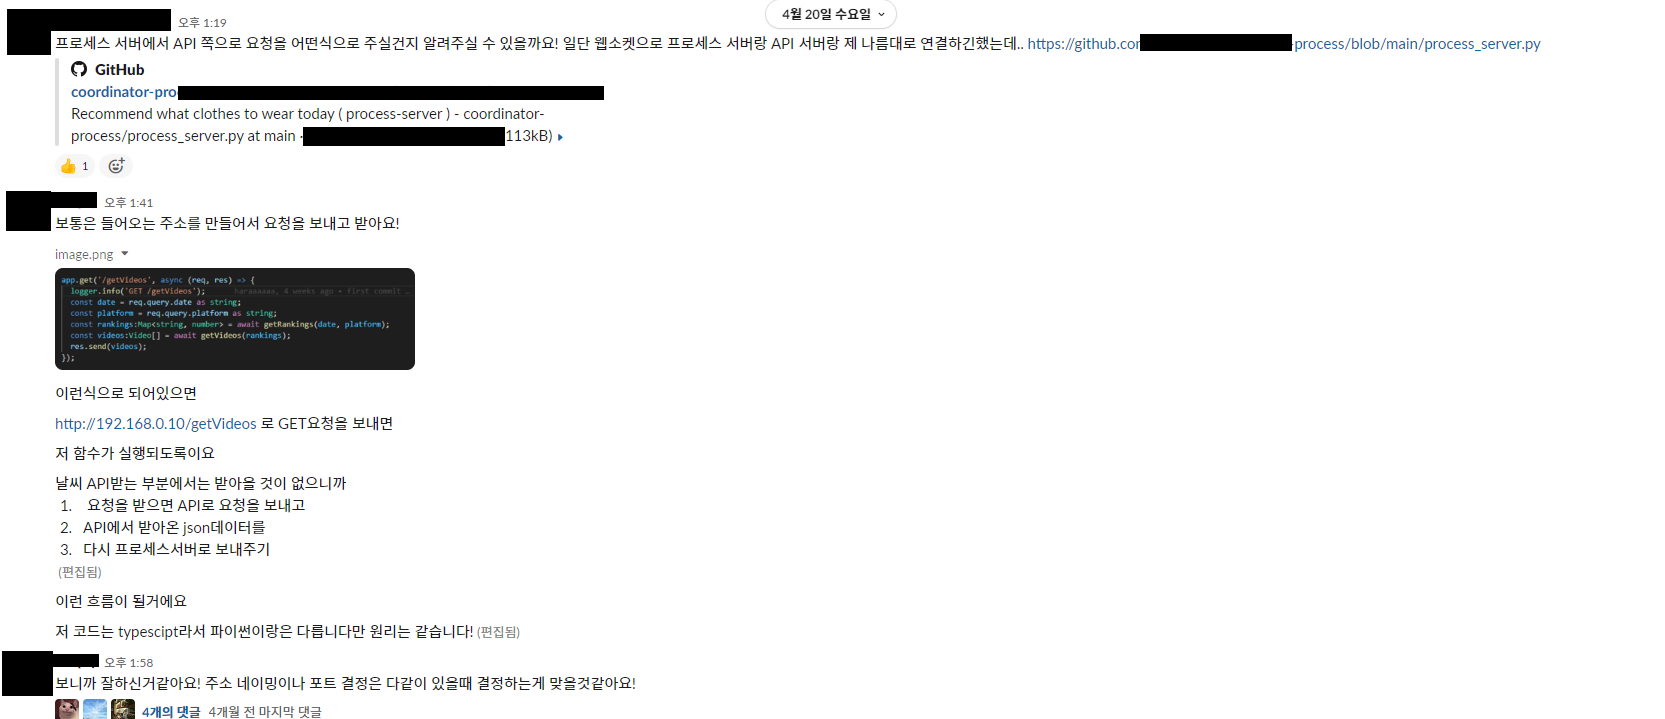 4월 20일 수요일
오후 1:19
프로세스 서버에서 API 쪽으로 요청을 어떤식으로 주실건지 알려주실 수 있을까요! 일단 웹소켓으로 프로세스 서버랑 API 서버랑 제 나름대로 연결하긴했는데.. https://github.cor -process/blob/main/process_server.py
GitHub
coordinator-pro
Recommend what clothes to wear today ( process-server ) - coordinator-
process/process_server.py at main · 113kB)
1
오후 1:41
보통은 들어오는 주소를 만들어서 요청을 보내고 받아요!
image.png
app.get('/getVideos', async (req, res) => {
logger.info('GET /getVideos'); haraaaaaa, 4 weeks ago • first commit …
const date = req.query.date as string;
const platform = req.query.platform as string;
const rankings:Map<string, number> = await getRankings(date, platform);
const videos:Video[] = await getVideos(rankings);
res.send(videos);
});
이런식으로 되어있으면
http://192.168.0.10/getVideos 로 GET요청을 보내면
저 함수가 실행되도록이요
날씨 API받는 부분에서는 받아올 것이 없으니까
1. 요청을 받으면 API로 요청을 보내고
2. API에서 받아온 json데이터를
3. 다시 프로세스서버로 보내주기
(편집됨)
이런 흐름이 될거에요
저 코드는 typescipt라서 파이썬이랑은 다릅니다만 원리는 같습니다! (편집됨)
오후 1:58
보니까 잘하신거같아요! 주소 네이밍이나 포트 결정은 다같이 있을때 결정하는게 맞을것같아요!
4개의 댓글 4개월 전 마지막 댓글